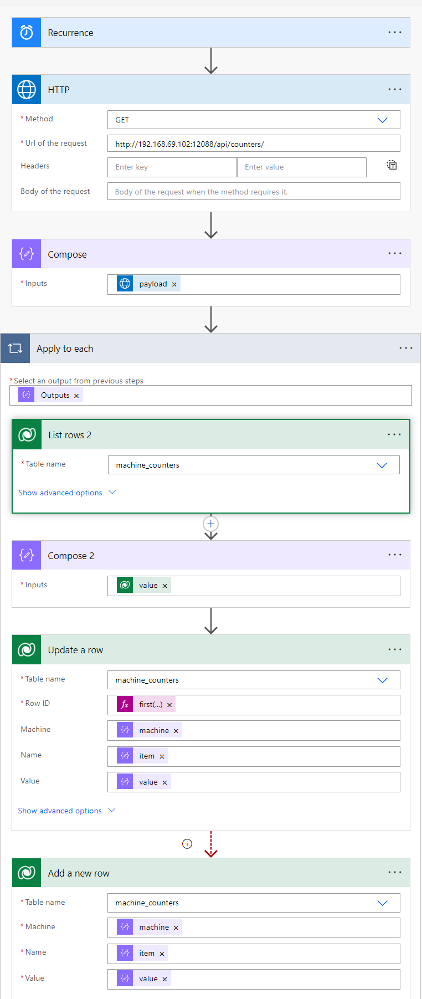 Recurrence
HTTP
* Method
GET
* Url of the request
http://192.168.69.102:12088/api/counters/
Headers
Enter key
Enter value
Body of the request
Body of the request when the method requires it.
Compose
* Inputs
payload ×
Apply to each
* Select an output from previous steps
Outputs ×
List rows 2
* Table name
machine_counters
Show advanced options
Compose 2
* Inputs
value ×
Update a row
* Table name
machine_counters
* Row ID
fx first(...) ×
Machine
machine ×
Name
item ×
Value
value ×
Show advanced options
Add a new row
* Table name
machine_counters
* Machine
machine ×
* Name
item ×
* Value
value ×